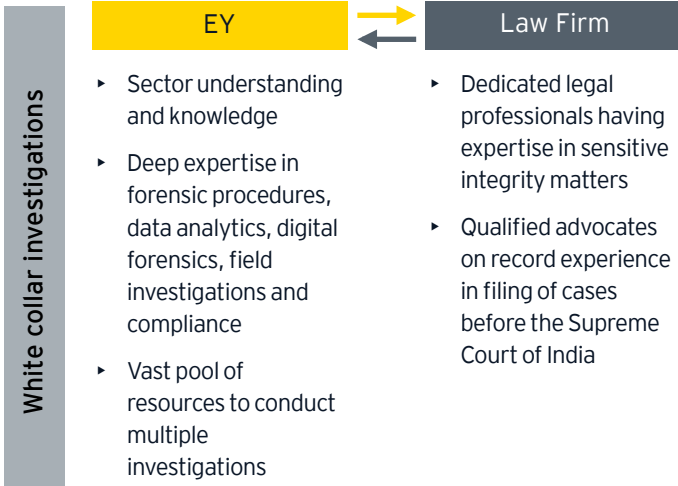 White collar investigations
EY
▸ Sector understanding
and knowledge
▸ Deep expertise in
forensic procedures,
data analytics, digital
forensics, field
investigations and
compliance
▸ Vast pool of
resources to conduct
multiple
investigations
Law Firm
▸ Dedicated legal
professionals having
expertise in sensitive
integrity matters
▸ Qualified advocates
on record experience
in filing of cases
before the Supreme
Court of India